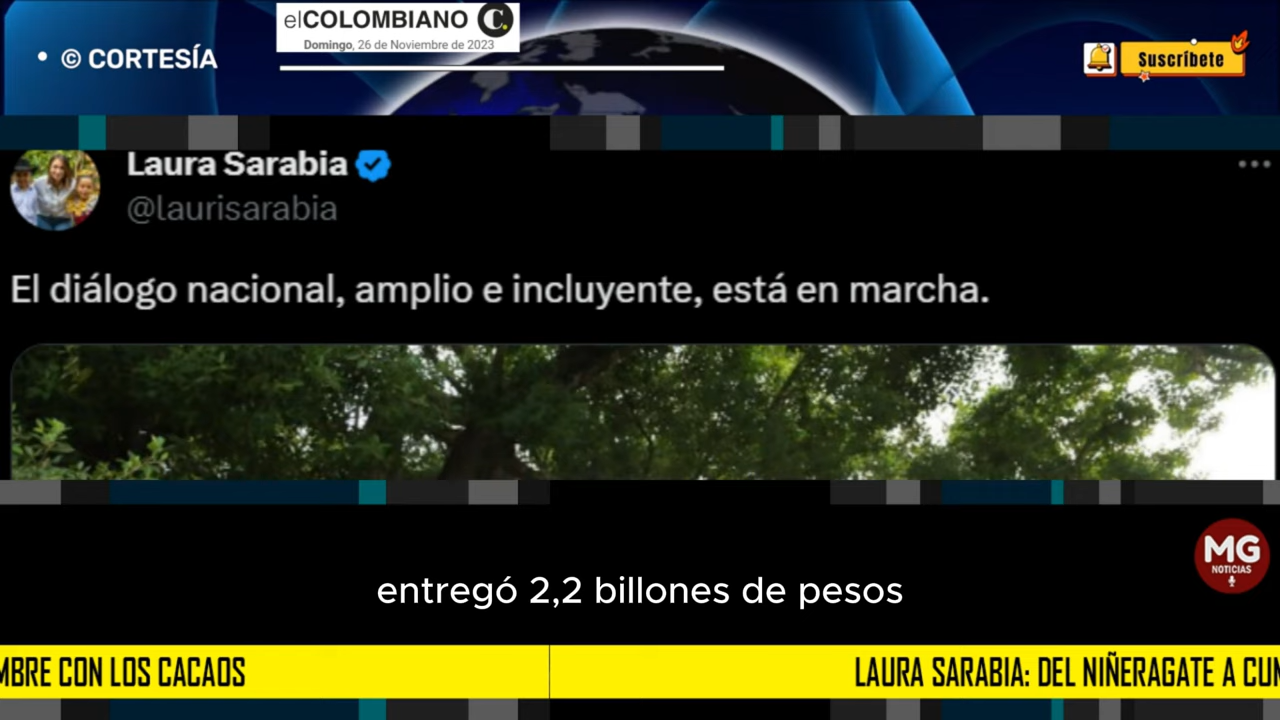 elCOLOMBIANO C.
Domingo, 26 de Noviembre de 2023
• © CORTESÍA
Suscríbete
Laura Sarabia
@laurisarabia
El diálogo nacional, amplio e incluyente, está en marcha.
MG
NOTICIAS
entregó 2,2 billones de pesos
MBRE CON LOS CACAOS
LAURA SARABIA: DEL NIÑERAGATE A CUM